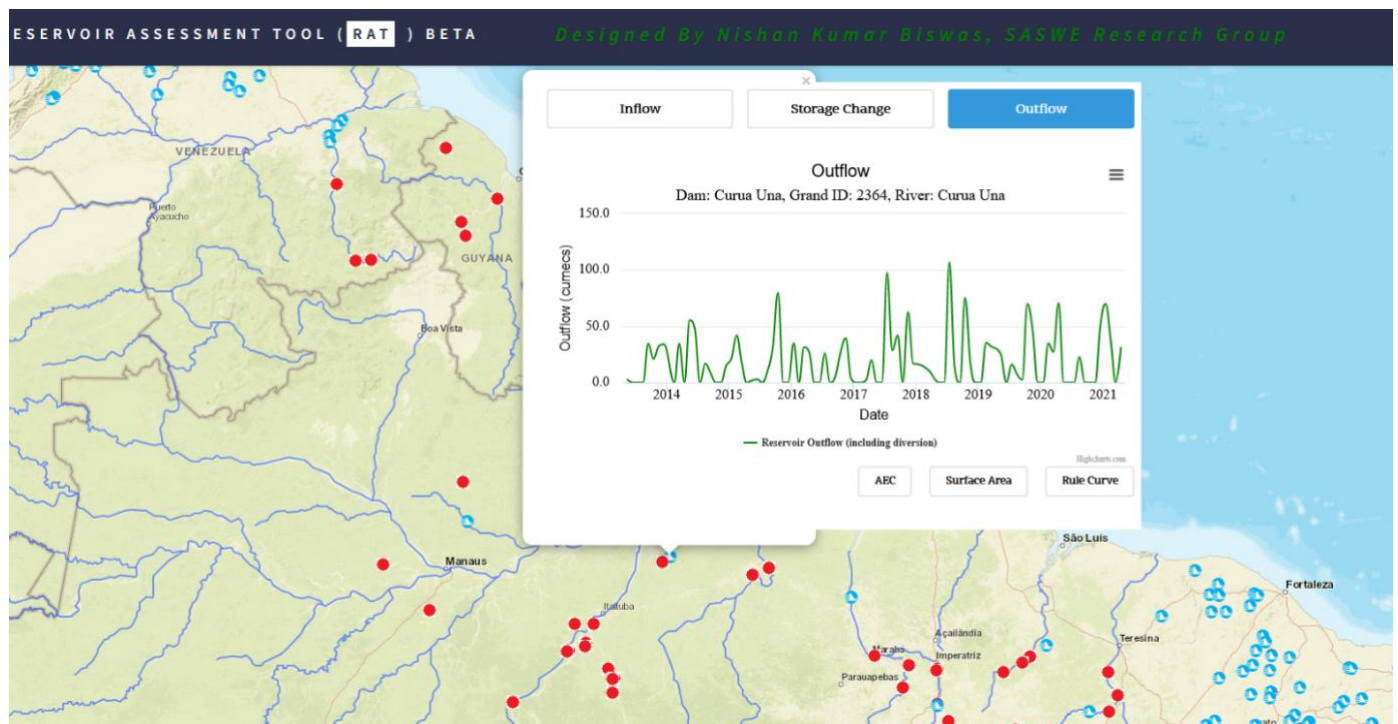 ESERVOIR ASSESSMENT TOOL ( RAT ) BETA
Designed By Nishan Kumar Biswas, SASWE Research Group
×
Inflow
Storage Change
Outflow
Outflow
Dam: Curua Una, Grand ID: 2364, River: Curua Una
150.0
100.0
50.0
0.0
Outflow (cumecs)
2014 2015 2016 2017 2018 2019 2020 2021
Date
Reservoir Outflow (including diversion)
Highcharts.com
AEC
Surface Area
Rule Curve
VENEZUELA
Puerto
Ayacucho
GUYANA
Boa Vista
Manaus
São Luís
Fortaleza
Itaituba
Açailândia
Teresina
Maraba
Imperatriz
Parauapebas